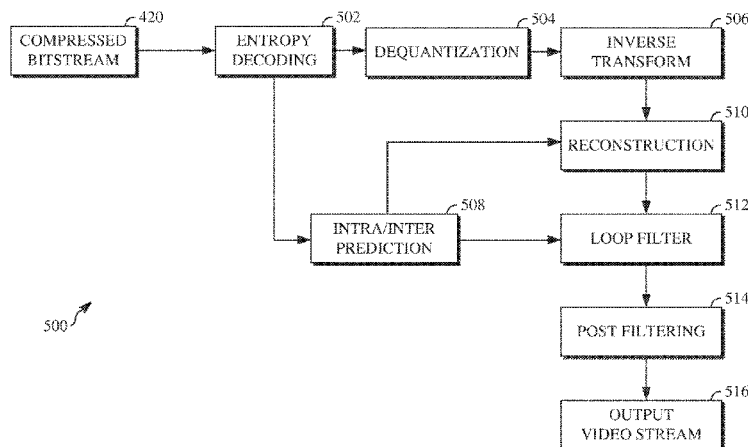 420
COMPRESSED
BITSTREAM
502
ENTROPY
DECODING
504
DEQUANTIZATION
506
INVERSE
TRANSFORM
510
RECONSTRUCTION
508
INTRA/INTER
PREDICTION
512
LOOP FILTER
500
514
POST FILTERING
516
OUTPUT
VIDEO STREAM